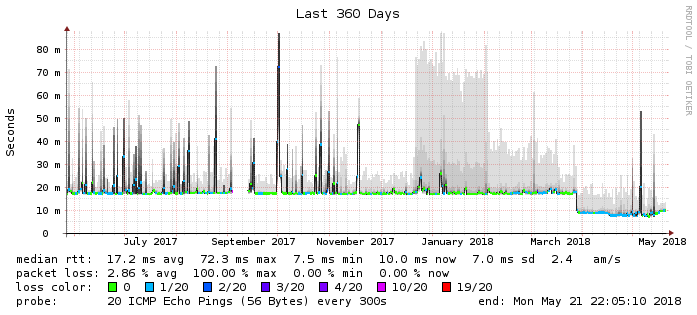 Last 360 Days
RRDTOOL / TOBI OETIKER
Seconds
80 m
70 m
60 m
50 m
40 m
30 m
20 m
10 m
0
July 2017 September 2017 November 2017 January 2018 March 2018 May 2018
median rtt: 17.2 ms avg 72.3 ms max 7.5 ms min 10.0 ms now 7.0 ms sd 2.4 am/s
packet loss: 2.86 % avg 100.00 % max 0.00 % min 0.00 % now
loss color: 0 1/20 2/20 3/20 4/20 10/20 19/20
probe: 20 ICMP Echo Pings (56 Bytes) every 300s end: Mon May 21 22:05:10 2018